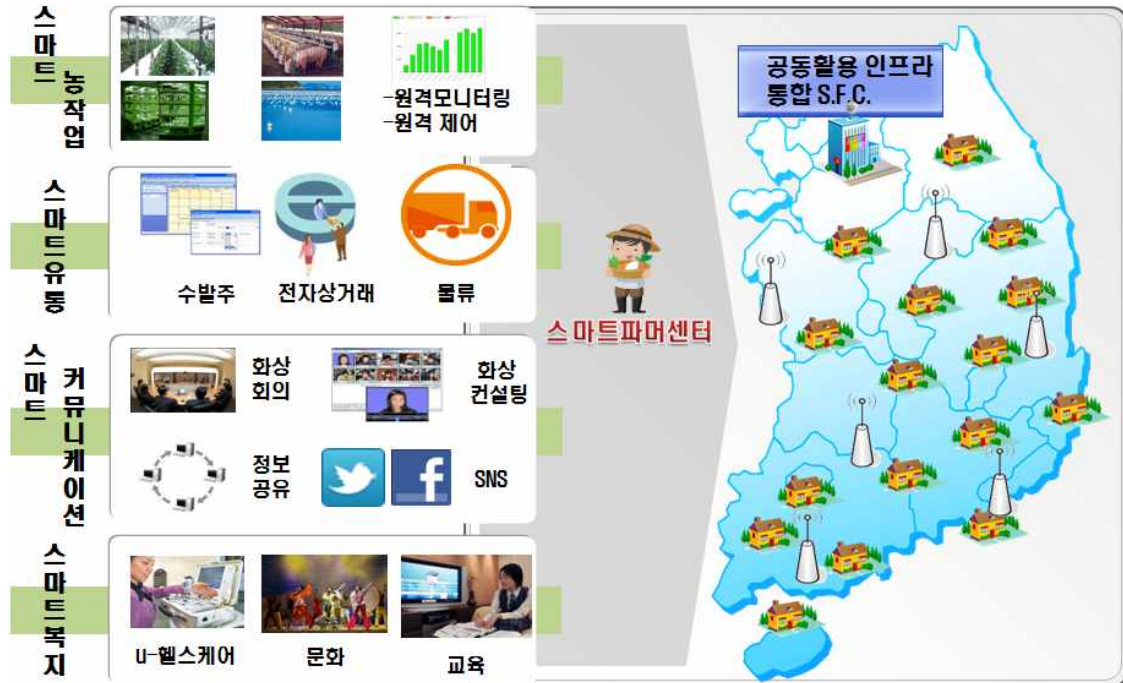 스마트 농작업
-원격모니터링
-원격 제어
스마트유통
수발주
전자상거래
물류
스마트 커뮤니케이션
화상
회의
화상
컨설팅
정보
공유
SNS
스마트복지
u-헬스케어
문화
교육
스마트파머센터
공동활용 인프라
통합 S.F.C.